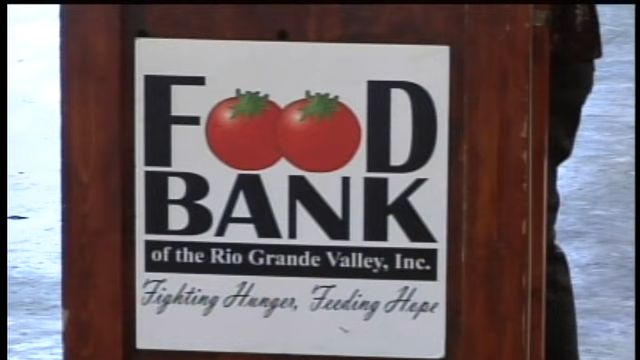 FOOD
BANK
of the Rio Grande Valley, Inc.
Fighting Hunger, Feeding Hope